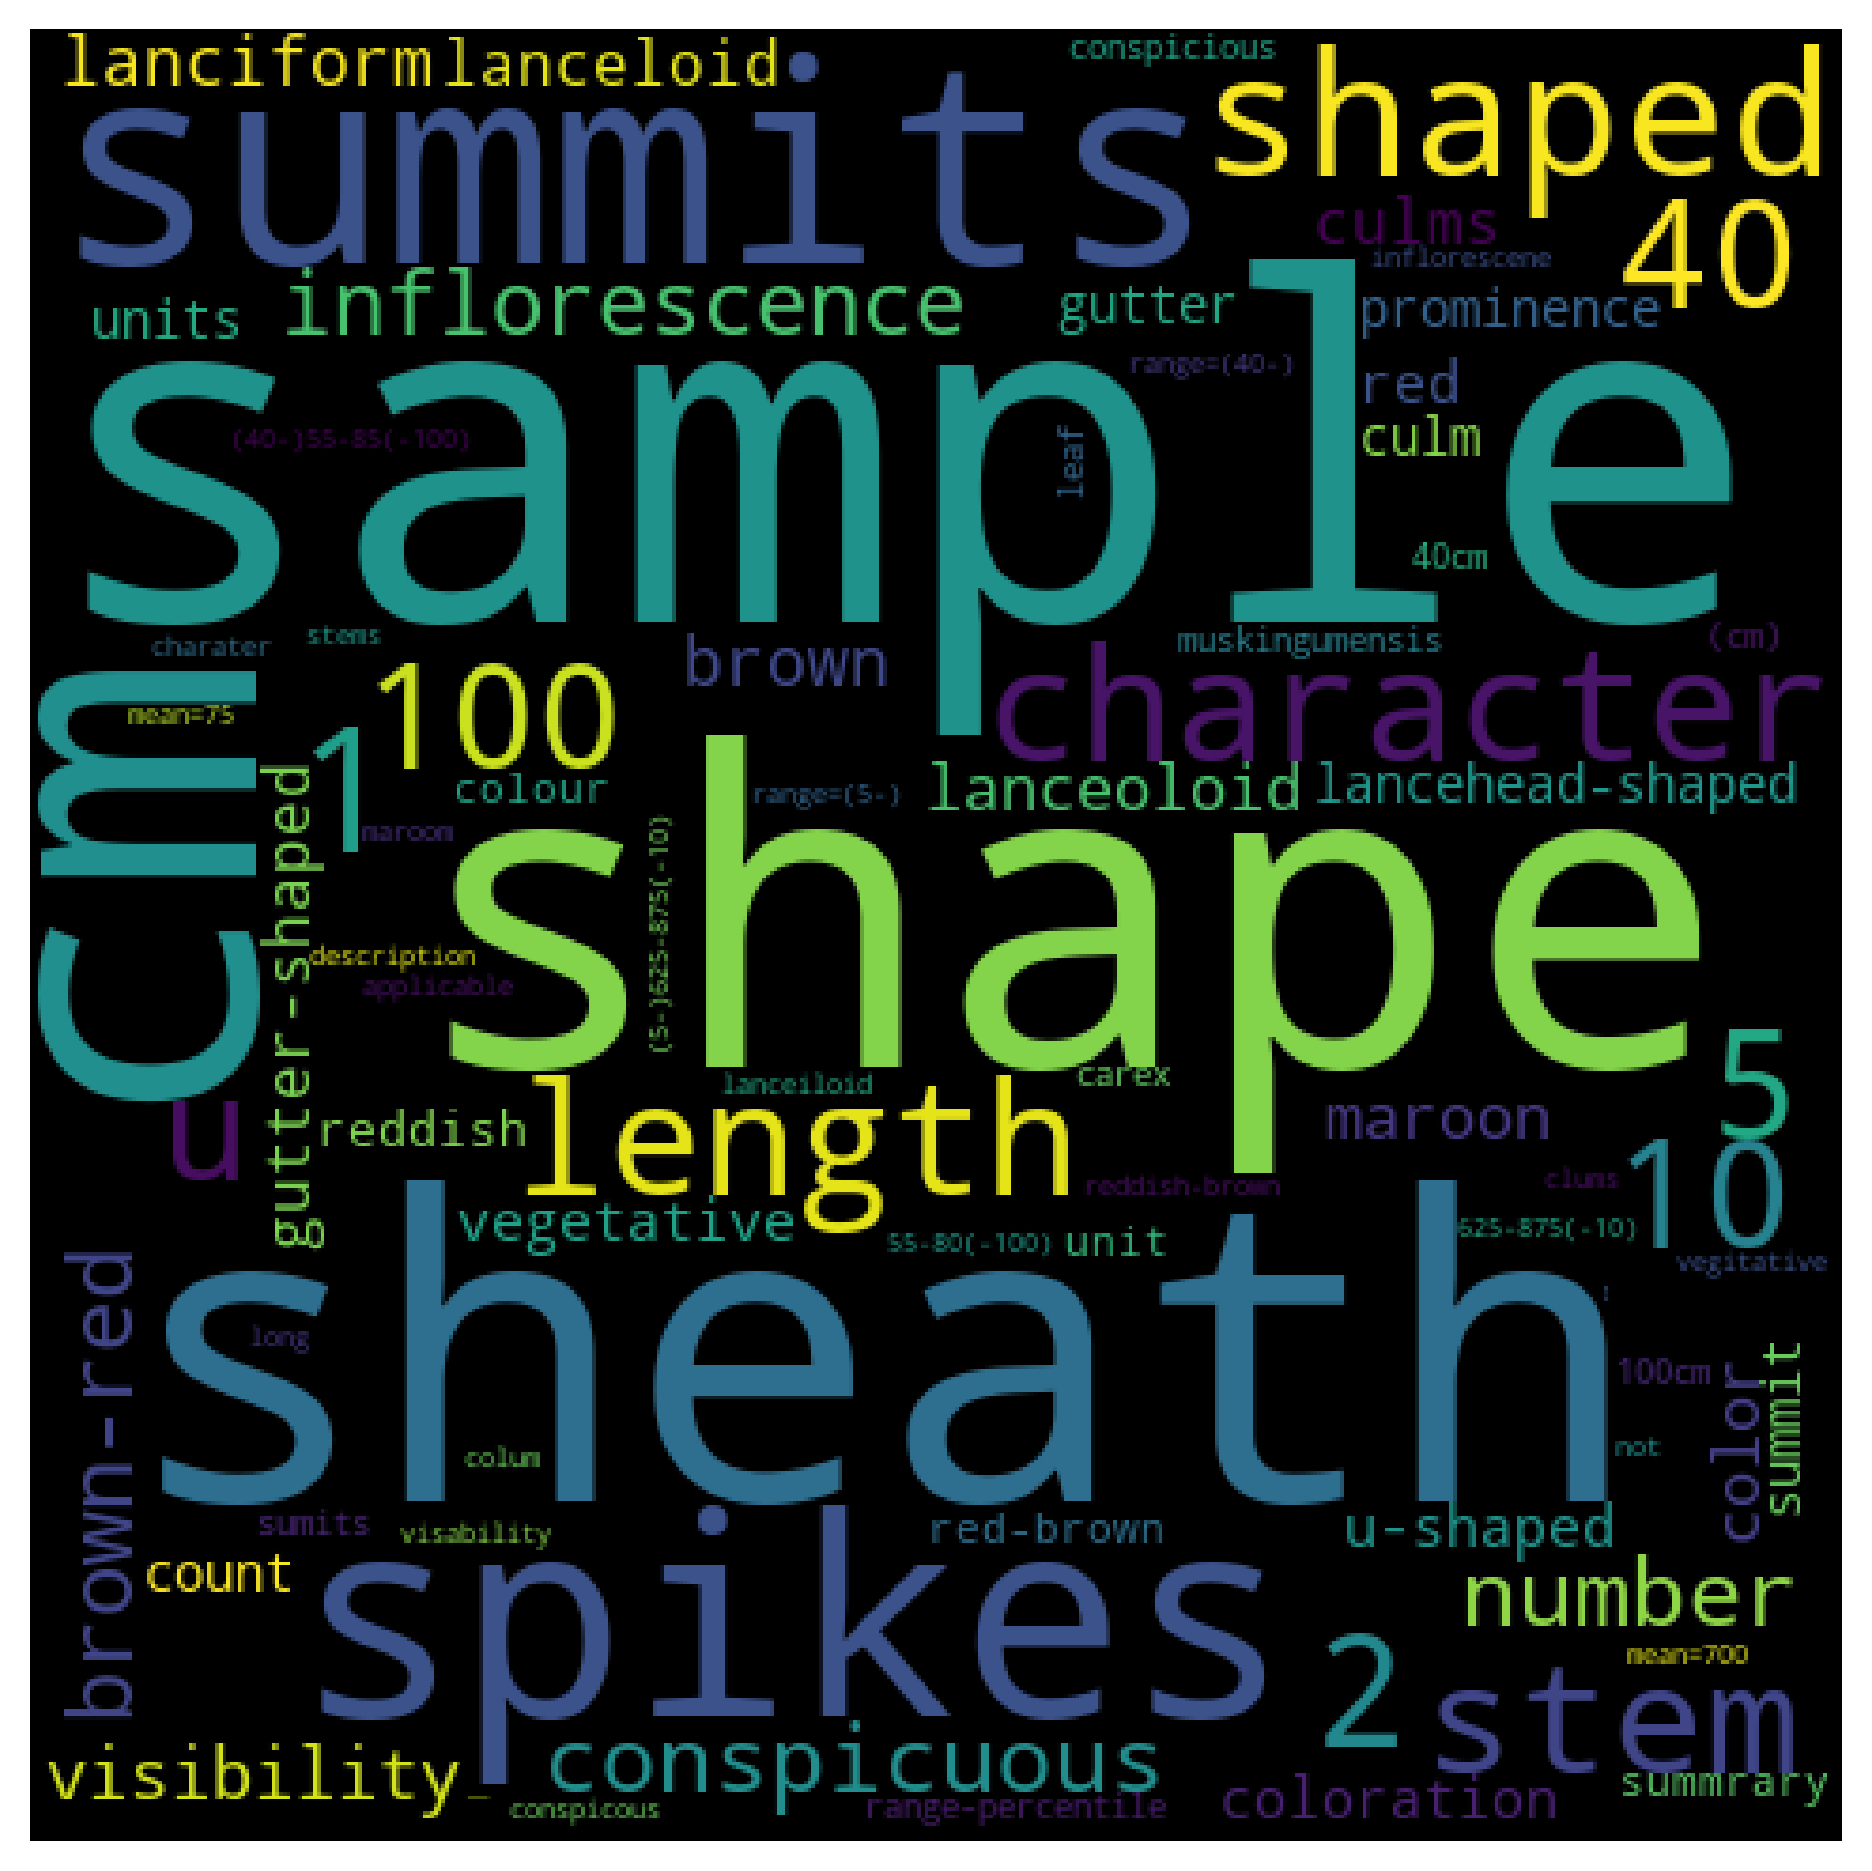 lanciform lanceloid conspicious
summits shaped
culms 40
inflorescene
units inflorescence gutter prominence
sample
range=(40-) red
(40-)55-85(-100) leaf culm
40cm
charater stems brown muskingumensis (cm)
cm 100 character
mean=75 1
colour range=(5-) lanceoloid lancehead-shaped
gutter-shaped maroom shape
(5-)625-875(-10)
description
applicable
lanceiloid carex 5
u reddish length maroon
reddish-brown clums 10
vegetative 55-80(-100) unit 625-875(-10)
brown-red sheath vegitative
:
long 100cm color summit
colum not
sumits visability red-brown u-shaped
count spikes number
2 mean=700
stem
visibility - conspicuous summrary
conspicous range-percentile coloration